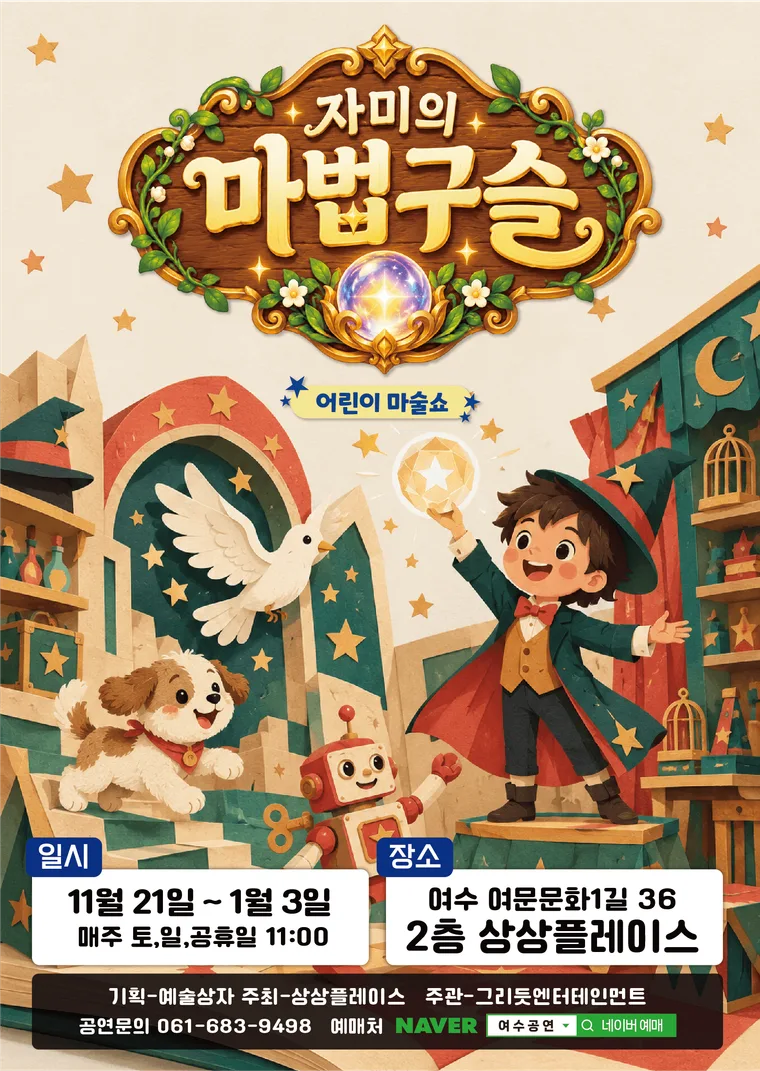 자미의
마법구슬
어린이 마술쇼
일시
11월 21일 ~ 1월 3일
매주 토,일,공휴일 11:00
장소
여수 여문문화1길 36
2층 상상플레이스
기획-예술상자 주최-상상플레이스 주관-그리듯엔터테인먼트
공연문의 061-683-9498 예매처 NAVER 여수공연 네이버 예매